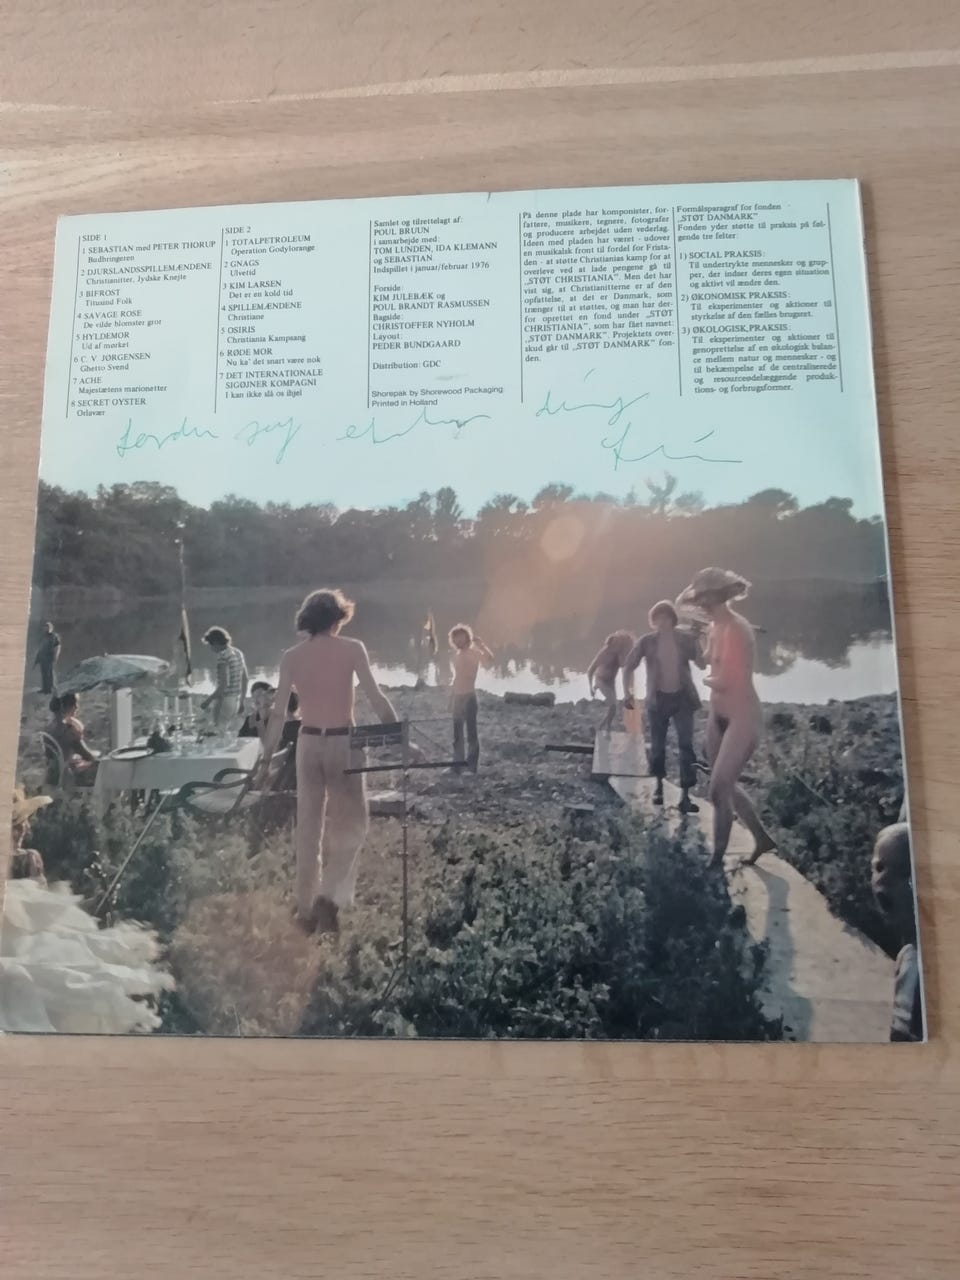 SIDE 1
1 SEBASTIAN med PETER THORUP
Budbringeren
2 DJURSLANDSSPILLEMÆNDENE
Christianitter, Jydske Knejte
3 BIFROST
Tinsind Folk
4 SAVAGE ROSE
De vilde blomster gror
5 HYLDEMOR
Ud af mørket
6 C. V. JØRGENSEN
Ghetto Svend
7 ACHE
Majestætens marionetter
8 SECRET OYSTER
Orlavær
SIDE 2
1 TOTALPETROLEUM
Operation Godylorange
2 GNAGS
Ulvetid
3 KIM LARSEN
Det er en kold tid
4 SPILLEMÆNDENE
Christiane
5 OSIRIS
Christiania Kampsang
6 RØDE MOR
Nu ka' det snart være nok
7 DET INTERNATIONALE
SIGØJNER KOMPAGNI
I kan ikke slå os ihjel
Samlet og tilrettelagt af:
POUL BRUUN
i samarbejde med:
TOM LUNDEN, IDA KLEMANN
og SEBASTIAN
Indspillet i januar/februar 1976
Forside:
KIM JULEBÆK og
POUL BRANDT RASMUSSEN
Bagside:
CHRISTOFFER NYHOLM
Layout:
PEDER BUNDGAARD
Distribution: GDC
Shorepak by Shorewood Packaging
Printed in Holland
På denne plade har komponister, for-
fattere, musikere, tegnere, fotografer
og producere arbejdet uden vederlag.
Ideen med pladen har været - udover
en musikalsk front til fordel for Frista-
den - at støtte Christianias kamp for at
overleve ved at lade pengene gå til
„STØT CHRISTIANIA”. Men det har
vist sig, at Christianitterne er af den
opfattelse, at det er Danmark, som
trænger til at støttes, og man har der-
for oprettet en fond under „STØT
CHRISTIANIA”, som har fået navnet:
„STØT DANMARK”. Projektets over-
skud går til „STØT DANMARK” fon-
den.
Formålsparagraf for fonden
„STØT DANMARK”
Fonden yder støtte til praksis på føl-
gende tre felter:
1) SOCIAL PRAKSIS:
Til undertrykte mennesker og grup-
per, der indser deres egen situation
og aktivt vil ændre den.
2) ØKONOMISK PRAKSIS:
Til eksperimenter og aktioner til
styrkelse af den fælles brugsret.
3) ØKOLOGISK PRAKSIS:
Til eksperimenter og aktioner til
genoprettelse af en økologisk balan-
ce mellem natur og mennesker - og
til bekæmpelse af de centraliserede
og resourceødelæggende produk-
tions- og forbrugsformer.